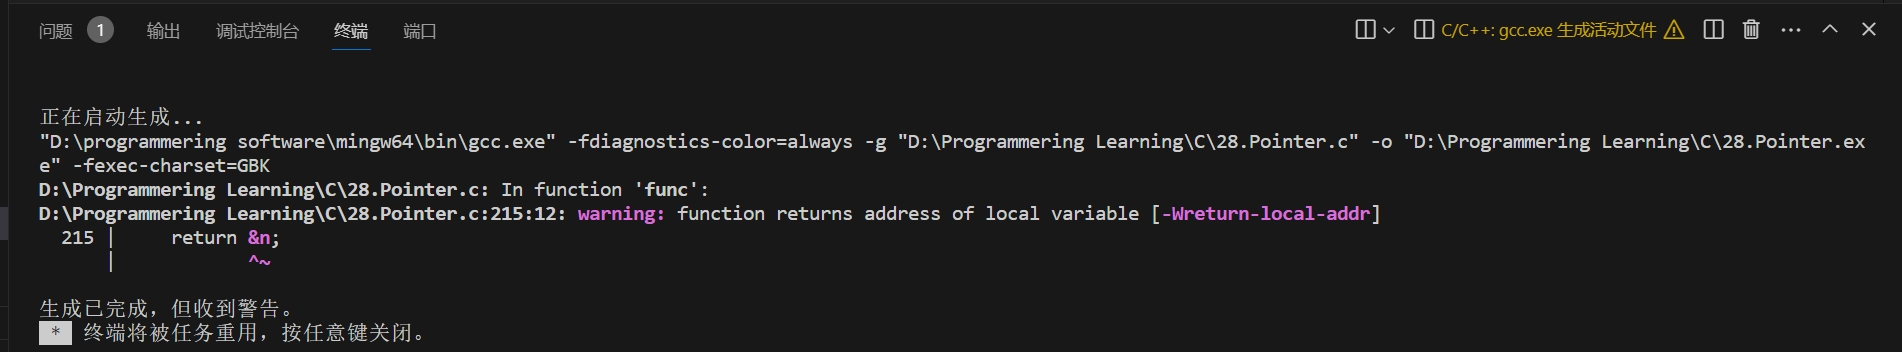 问题 1 输出 调试控制台 终端 端口 C/C++: gcc.exe 生成活动文件
正在启动生成...
"D:\programmering software\mingw64\bin\gcc.exe" -fdiagnostics-color=always -g "D:\Programmering Learning\C\28.Pointer.c" -o "D:\Programmering Learning\C\28.Pointer.ex
e" -fexec-charset=GBK
D:\Programmering Learning\C\28.Pointer.c: In function 'func':
D:\Programmering Learning\C\28.Pointer.c:215:12: warning: function returns address of local variable [-Wreturn-local-addr]
  215 |     return &n;
      |            ^~
生成已完成，但收到警告。
 *  终端将被任务重用，按任意键关闭。